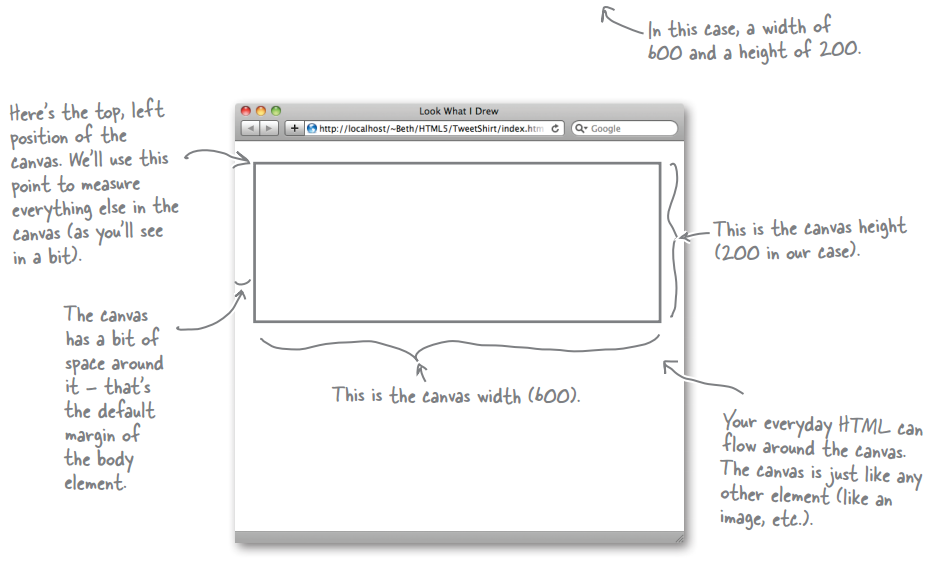 In this case, a width of
600 and a height of 200.
Here's the top, left
position of the
canvas. We'll use this
point to measure
everything else in the
canvas (as you'll see
in a bit).
Look What I Drew
http://localhost/~Beth/HTML5/TweetShirt/index.htm
Google
This is the canvas height
(200 in our case).
The canvas
has a bit of
space around
it – that's
the default
margin of
the body
element.
This is the canvas width (600).
Your everyday HTML can
flow around the canvas.
The canvas is just like any
other element (like an
image, etc.).